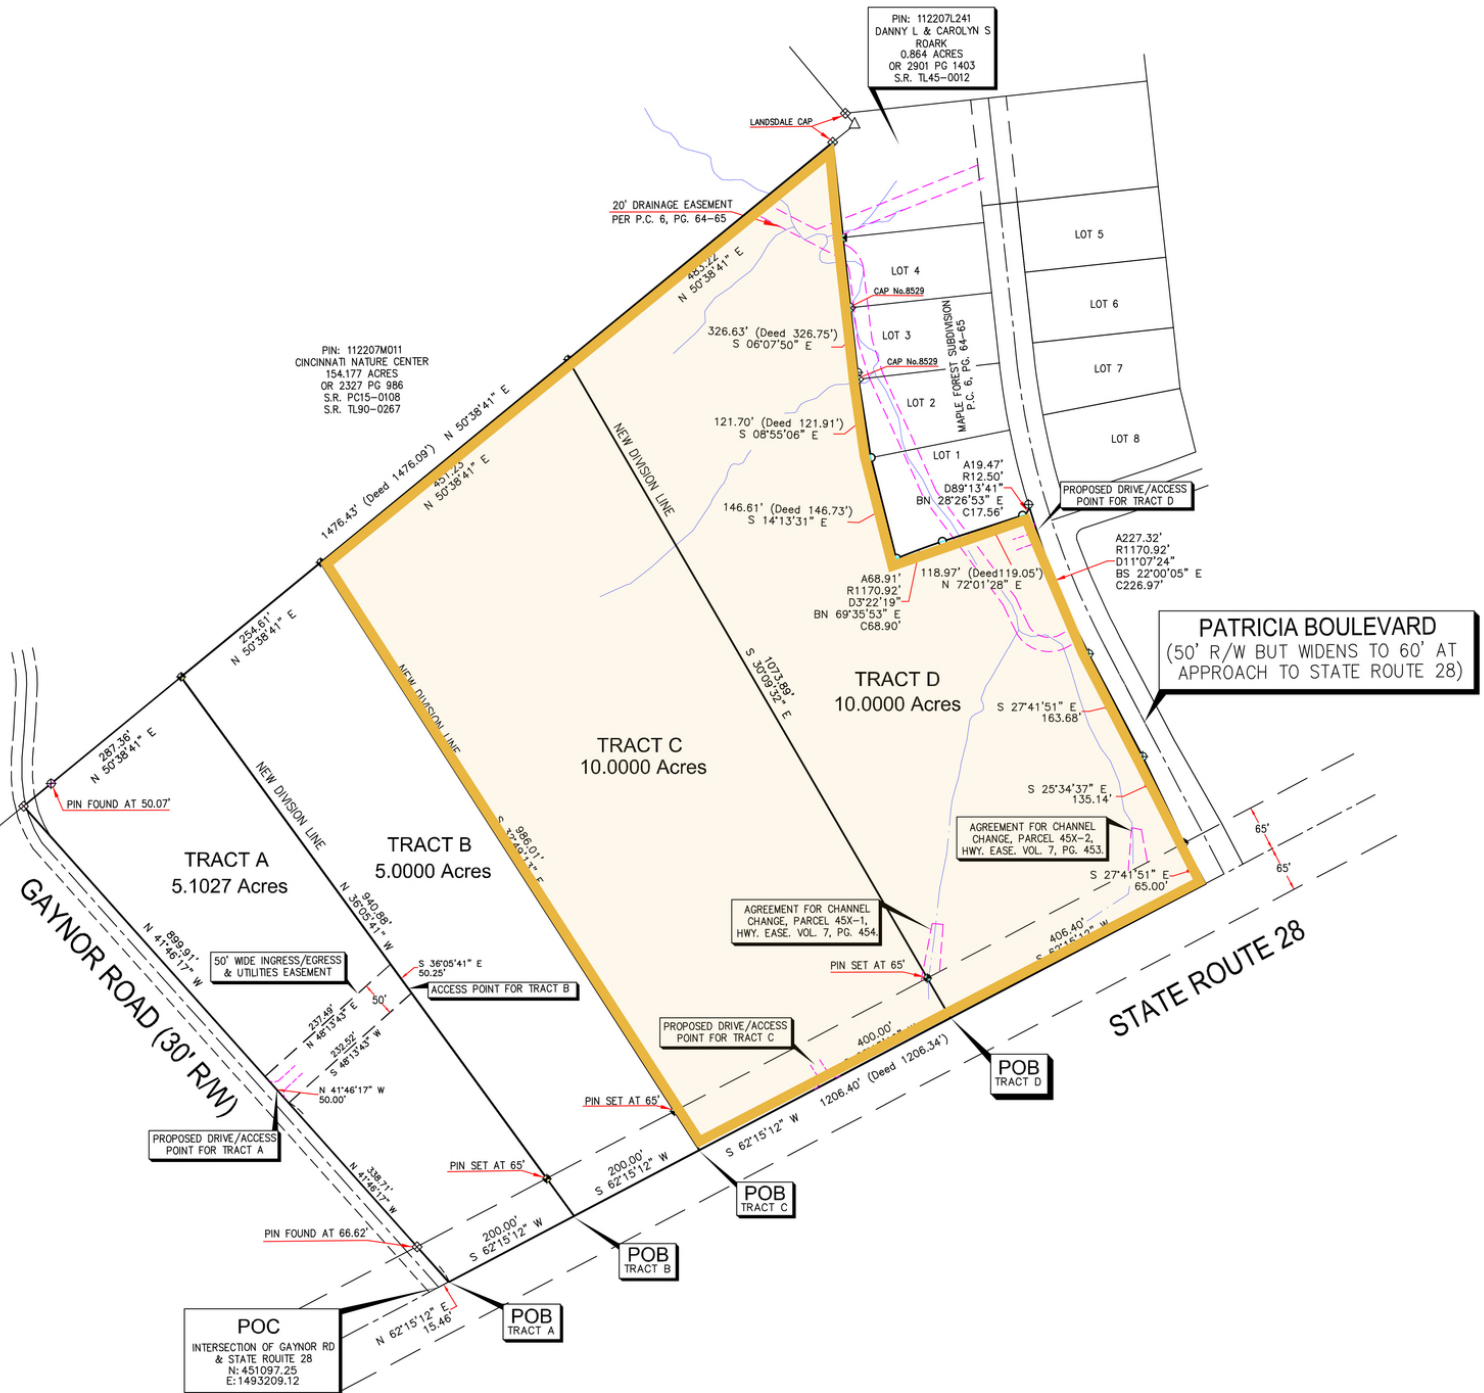 PIN: 112207L241
DANNY L & CAROLYN S
ROARK
0.864 ACRES
OR 2901 PG 1403
S.R. TL45-0012
LANDSDALE CAP
20' DRAINAGE EASEMENT
PER P.C. 6, PG. 64-65
483.22'
N 50°38'41" E
LOT 5
LOT 4
CAP No.8529
LOT 6
326.63' (Deed 326.75')
S 06°07'50" E
LOT 3
MAPLE FOREST SUBDIVISION
P.C. 6, PG. 64-65
PIN: 112207M011
CINCINNATI NATURE CENTER
154.177 ACRES
OR 2327 PG 986
S.R. PC15-0108
S.R. TL90-0267
CAP No.8529
LOT 7
LOT 2
121.70' (Deed 121.91')
S 08°55'06" E
LOT 8
LOT 1
1476.43' (Deed 1476.09') N 50°38'41" E
451.23'
N 50°38'41" E
NEW DIVISION LINE
A19.47'
R12.50'
D89°13'41"
BN 28°26'53" E
C17.56'
PROPOSED DRIVE/ACCESS
POINT FOR TRACT D
146.61' (Deed 146.73')
S 14°13'31" E
A227.32'
R1170.92'
D11°07'24"
BS 22°00'05" E
C226.97'
118.97' (Deed119.05')
N 72°01'28" E
A68.91'
R1170.92'
D3°22'19"
BN 69°35'53" E
C68.90'
254.61'
N 50°38'41" E
PATRICIA BOULEVARD
(50' R/W BUT WIDENS TO 60' AT
APPROACH TO STATE ROUTE 28)
1073.89'
S 30°09'32" E
TRACT D
10.0000 Acres
NEW DIVISION LINE
S 27°41'51" E
163.68'
287.36'
N 50°38'41" E
TRACT C
10.0000 Acres
PIN FOUND AT 50.07'
NEW DIVISION LINE
S 25°34'37" E
135.14'
AGREEMENT FOR CHANNEL
CHANGE, PARCEL 45X-2,
HWY. EASE. VOL. 7, PG. 453.
65'
65'
TRACT A
5.1027 Acres
TRACT B
5.0000 Acres
986.01'
S 32°49'13" E
S 27°41'51" E
65.00'
GAYNOR ROAD (30' R/W)
899.91'
N 41°46'17" W
940.88'
N 36°05'41" W
AGREEMENT FOR CHANNEL
CHANGE, PARCEL 45X-1,
HWY. EASE. VOL. 7, PG. 454.
406.40'
S 62°15'12" W
STATE ROUTE 28
50' WIDE INGRESS/EGRESS
& UTILITIES EASEMENT
S 36°05'41" E
50.25'
PIN SET AT 65'
ACCESS POINT FOR TRACT B
50'
237.49'
N 48°13'43" E
232.52'
S 48°13'43" W
PROPOSED DRIVE/ACCESS
POINT FOR TRACT C
400.00'
1206.40' (Deed 1206.34')
S 62°15'12" W
POB
TRACT D
N 41°46'17" W
50.00'
PIN SET AT 65'
PROPOSED DRIVE/ACCESS
POINT FOR TRACT A
338.71'
N 41°46'17" W
PIN SET AT 65'
200.00'
S 62°15'12" W
POB
TRACT C
PIN FOUND AT 66.62'
200.00'
S 62°15'12" W
POB
TRACT B
POC
INTERSECTION OF GAYNOR RD
& STATE ROUITE 28
N: 451097.25
E: 1493209.12
N 62°15'12" E
15.46'
POB
TRACT A